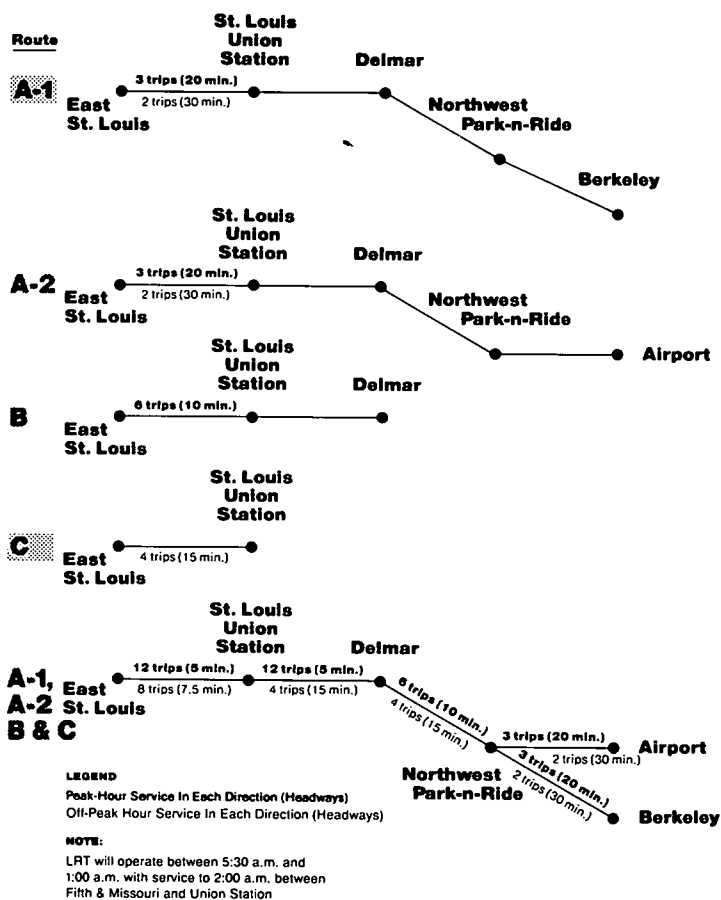 Route
St. Louis
Union
Station
Delmar
A-1
3 trips (20 min.)
2 trips (30 min.)
East
St. Louis
Northwest
Park-n-Ride
Berkeley
St. Louis
Union
Station
Delmar
A-2
3 trips (20 min.)
2 trips (30 min.)
East
St. Louis
Northwest
Park-n-Ride
Airport
St. Louis
Union
Station
Delmar
B
6 trips (10 min.)
East
St. Louis
St. Louis
Union
Station
C
East
St. Louis
4 trips (15 min.)
St. Louis
Union
Station
Delmar
A-1,
A-2
B & C
East
St. Louis
12 trips (5 min.)
8 trips (7.5 min.)
12 trips (5 min.)
4 trips (15 min.)
6 trips (10 min.)
4 trips (15 min.)
3 trips (20 min.)
2 trips (30 min.)
Airport
3 trips (20 min.)
2 trips (30 min.)
Northwest
Park-n-Ride
Berkeley
LEGEND
Peak-Hour Service In Each Direction (Headways)
Off-Peak Hour Service In Each Direction (Headways)
NOTE:
LRT will operate between 5:30 a.m. and
1:00 a.m. with service to 2:00 a.m. between
Fifth & Missouri and Union Station